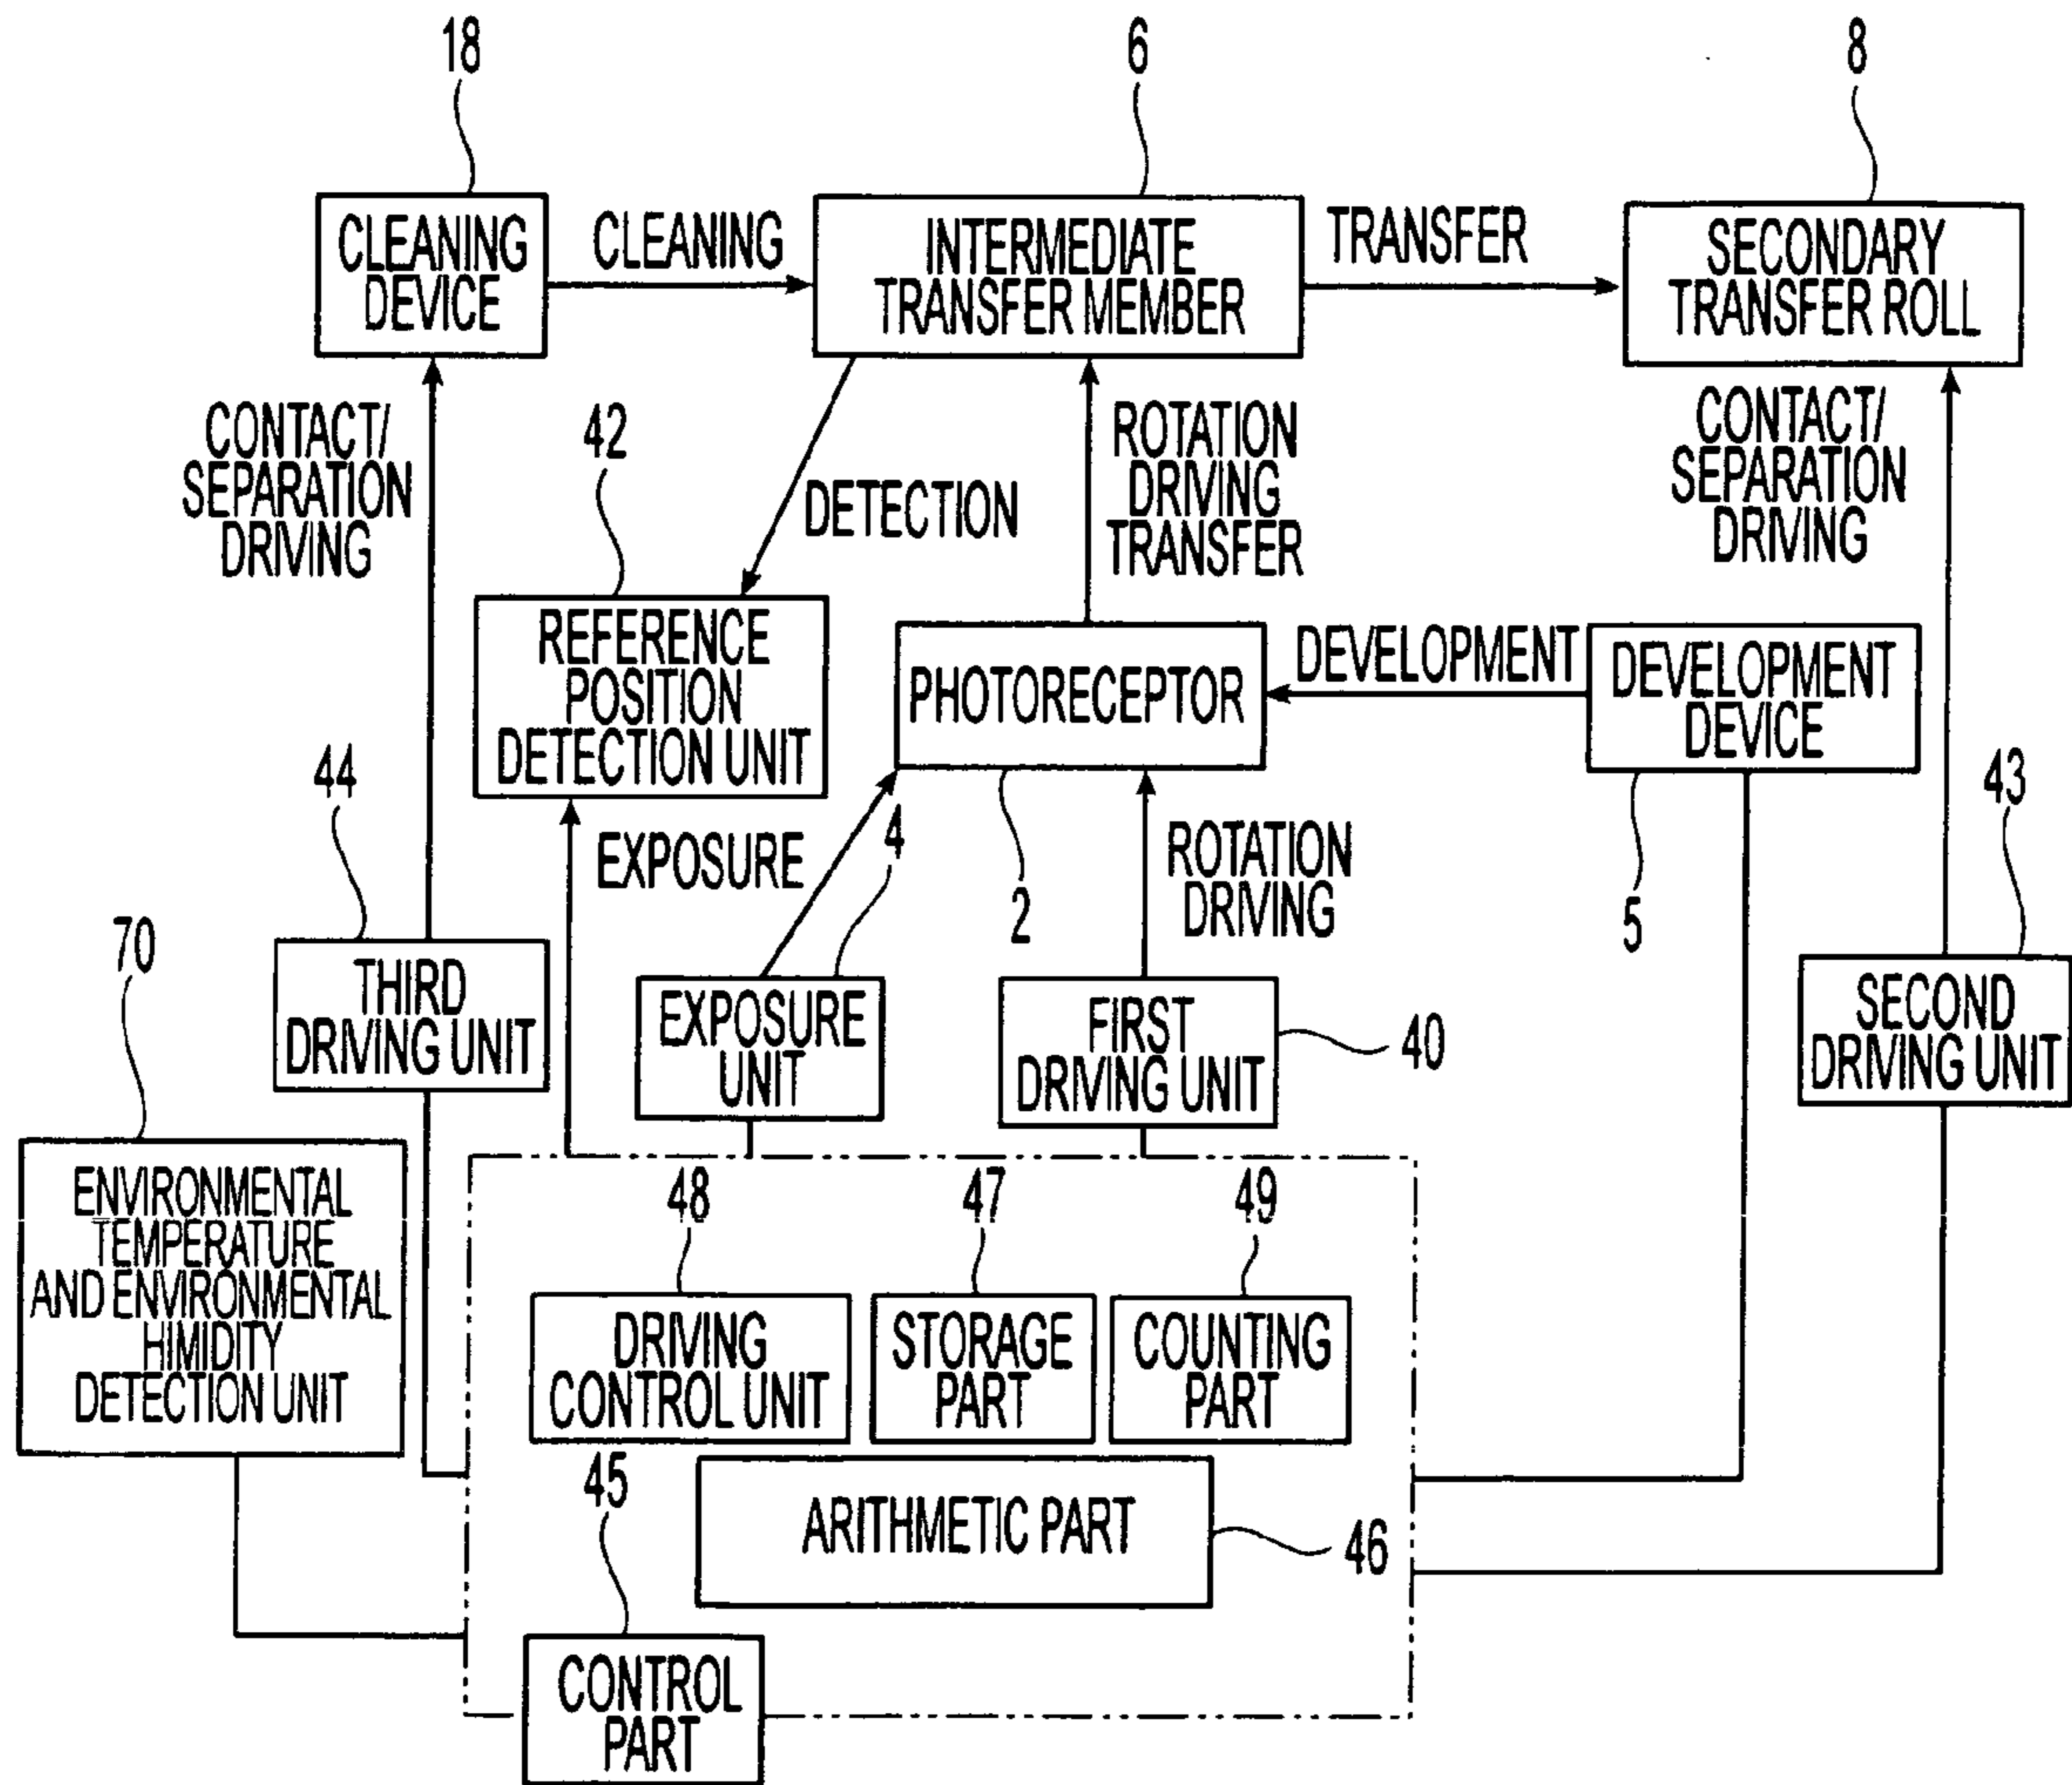 18
6
8
CLEANING
DEVICE
CLEANING
INTERMEDIATE
TRANSFER MEMBER
TRANSFER
SECONDARY
TRANSFER ROLL
CONTACT/
SEPARATION
DRIVING
42
DETECTION
ROTATION
DRIVING
TRANSFER
CONTACT/
SEPARATION
DRIVING
REFERENCE
POSITION
DETECTION UNIT
PHOTORECEPTOR
DEVELOPMENT
DEVELOPMENT
DEVICE
44
EXPOSURE
4
2
ROTATION
DRIVING
5
43
70
THIRD
DRIVING UNIT
EXPOSURE
UNIT
FIRST
DRIVING UNIT
40
SECOND
DRIVING UNIT
ENVIRONMENTAL
TEMPERATURE
AND ENVIRONMENTAL
HIMIDITY
DETECTION UNIT
48
47
49
DRIVING
CONTROL UNIT
STORAGE
PART
COUNTING
PART
45
ARITHMETIC PART
46
CONTROL
PART